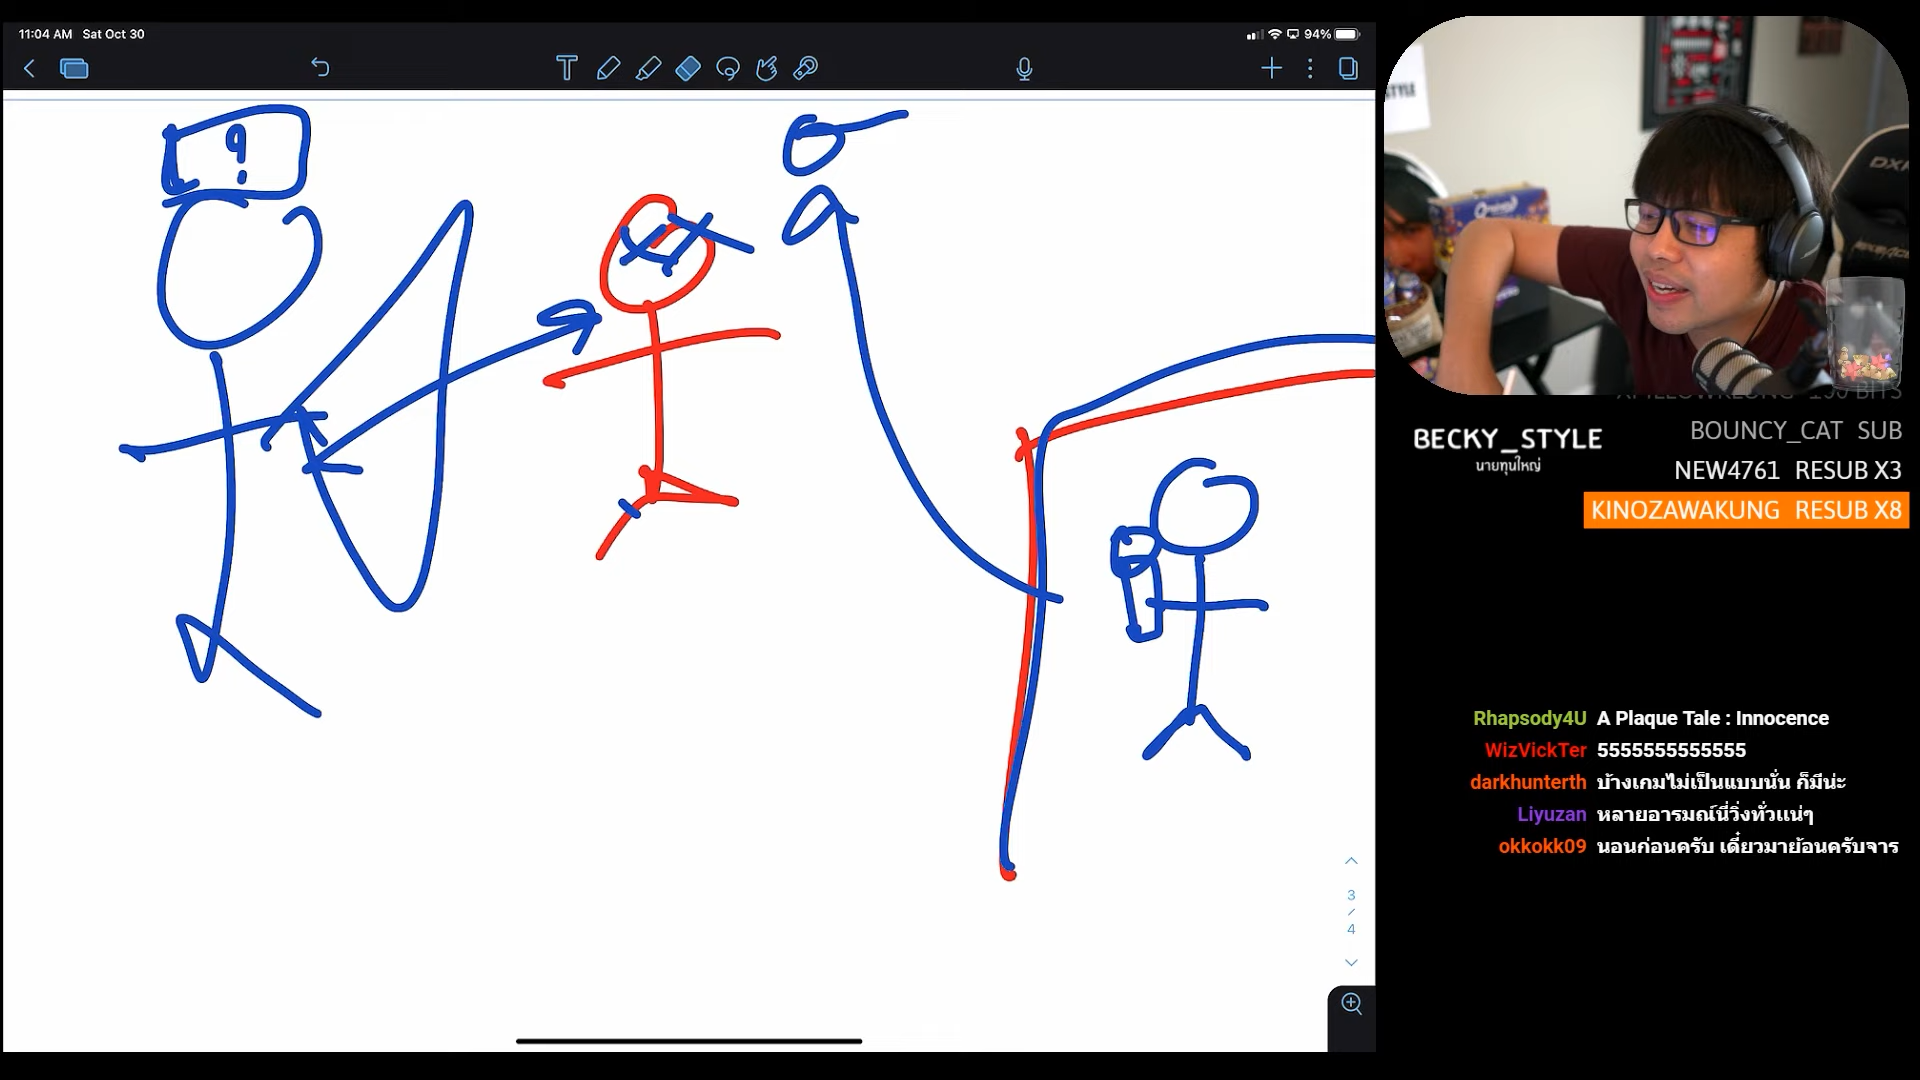 11:04 AM Sat Oct 30
94%
T
STYLE
BECKY_STYLE
นายทุนใหญ่
BOUNCY_CAT SUB
NEW4761 RESUB X3
KINOZAWAKUNG RESUB X8
Rhapsody4U A Plaque Tale : Innocence
WizVickTer 5555555555555
darkhunterth บ้างเกมไม่เป็นแบบนั่น ก็มีน่ะ
Liyuzan หลายอารมณ์นี่วิ่งทั่วแน่ๆ
okkokk09 นอนก่อนครับ เดี๋ยวมาย้อนครับจาร
3
/
4